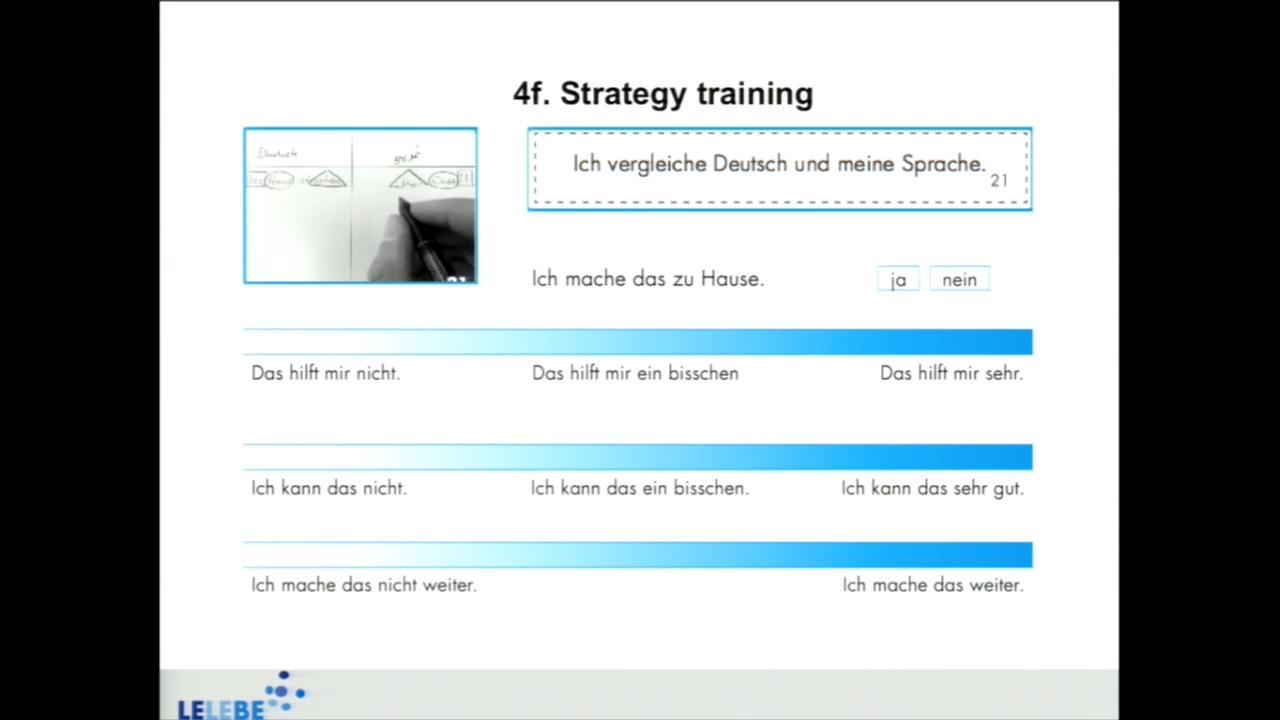 4f. Strategy training
Deutsch
Ich vergleiche Deutsch und meine Sprache.
21
Ich mache das zu Hause.
ja
nein
Das hilft mir nicht.
Das hilft mir ein bisschen
Das hilft mir sehr.
Ich kann das nicht.
Ich kann das ein bisschen.
Ich kann das sehr gut.
Ich mache das nicht weiter.
Ich mache das weiter.
LELEBE